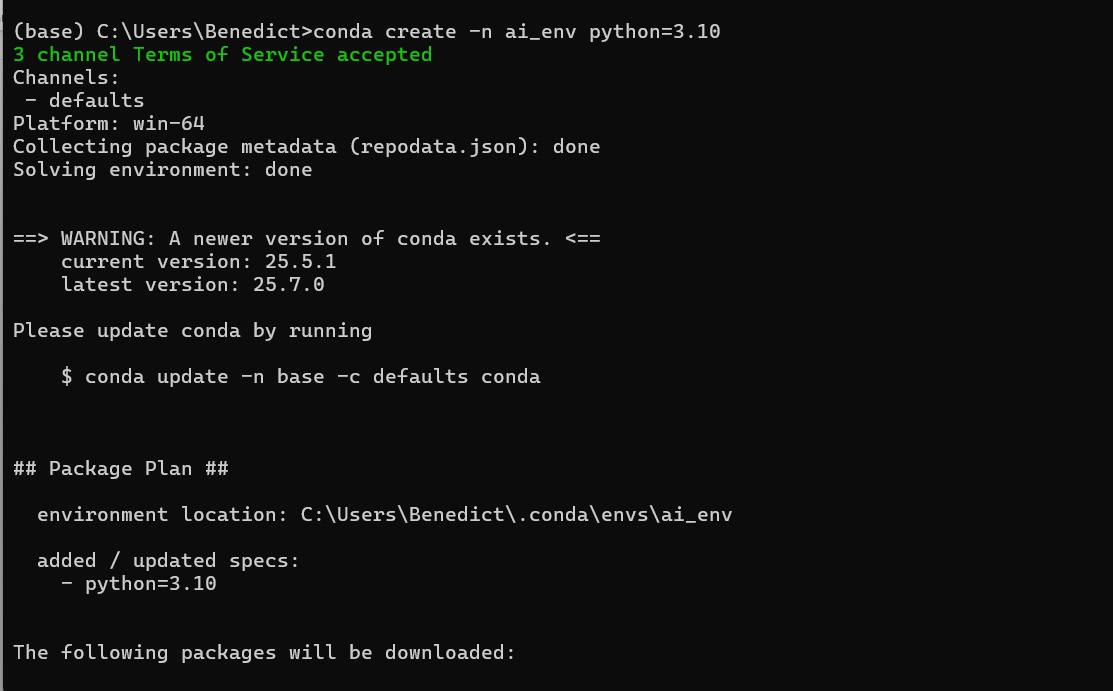 (base) C:\Users\Benedict>conda create -n ai_env python=3.10
3 channel Terms of Service accepted
Channels:
 - defaults
Platform: win-64
Collecting package metadata (repodata.json): done
Solving environment: done
==> WARNING: A newer version of conda exists. <==
    current version: 25.5.1
    latest version: 25.7.0
Please update conda by running
    $ conda update -n base -c defaults conda
## Package Plan ##
  environment location: C:\Users\Benedict\.conda\envs\ai_env
  added / updated specs:
    - python=3.10
The following packages will be downloaded: